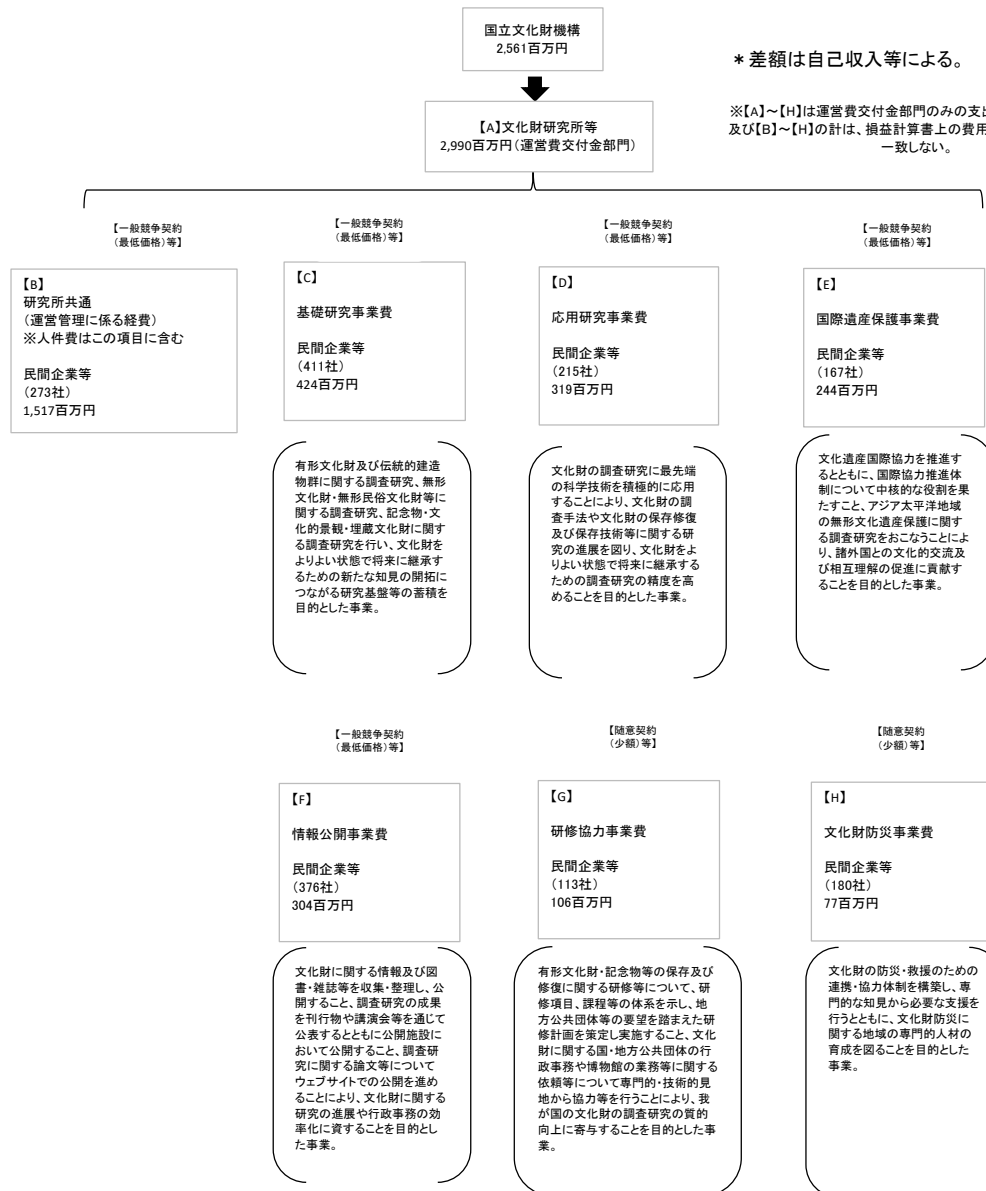 国立文化財機構
2,561百万円
＊差額は自己収入等による。
※【A】～【H】は運営費交付金部門のみの支出
及び【B】～【H】の計は、損益計算書上の費用
一致しない。
【A】文化財研究所等
2,990百万円（運営費交付金部門）
【一般競争契約
（最低価格）等】
【B】
研究所共通
（運営管理に係る経費）
※人件費はこの項目に含む
民間企業等
（273社）
1,517百万円
【一般競争契約
（最低価格）等】
【C】
基礎研究事業費
民間企業等
（411社）
424百万円
有形文化財及び伝統的建造
物群に関する調査研究、無形
文化財・無形民俗文化財等に
関する調査研究、記念物・文
化的景観・埋蔵文化財に関す
る調査研究を行い、文化財を
よりよい状態で将来に継承す
るための新たな知見の開拓に
つながる研究基盤等の蓄積を
目的とした事業。
【一般競争契約
（最低価格）等】
【D】
応用研究事業費
民間企業等
（215社）
319百万円
文化財の調査研究に最先端
の科学技術を積極的に応用
することにより、文化財の調
査手法や文化財の保存修復
及び保存技術等に関する研
究の進展を図り、文化財をよ
りよい状態で将来に継承する
ための調査研究の精度を高
めることを目的とした事業。
【一般競争契約
（最低価格）等】
【E】
国際遺産保護事業費
民間企業等
（167社）
244百万円
文化遺産国際協力を推進す
るとともに、国際協力推進体
制について中核的な役割を果
たすこと、アジア太平洋地域
の無形文化遺産保護に関す
る調査研究をおこなうことによ
り、諸外国との文化的交流及
び相互理解の促進に貢献す
ることを目的とした事業。
【一般競争契約
（最低価格）等】
【F】
情報公開事業費
民間企業等
（376社）
304百万円
文化財に関する情報及び図
書・雑誌等を収集・整理し、公
開すること、調査研究の成果
を刊行物や講演会等を通じて
公表するとともに公開施設に
おいて公開すること、調査研
究に関する論文等について
ウェブサイトでの公開を進め
ることにより、文化財に関する
研究の進展や行政事務の効
率化に資することを目的とし
た事業。
【随意契約
（少額）等】
【G】
研修協力事業費
民間企業等
（113社）
106百万円
有形文化財・記念物等の保存及び
修復に関する研修等について、研
修項目、課程等の体系を示し、地
方公共団体等の要望を踏まえた研
修計画を策定し実施すること、文化
財に関する国・地方公共団体の行
政事務や博物館の業務等に関する
依頼等について専門的・技術的見
地から協力等を行うことにより、我
が国の文化財の調査研究の質的
向上に寄与することを目的とした事
業。
【随意契約
（少額）等】
【H】
文化財防災事業費
民間企業等
（180社）
77百万円
文化財の防災・救援のための
連携・協力体制を構築し、専
門的な知見から必要な支援を
行うとともに、文化財防災に
関する地域の専門的人材の
育成を図ることを目的とした
事業。